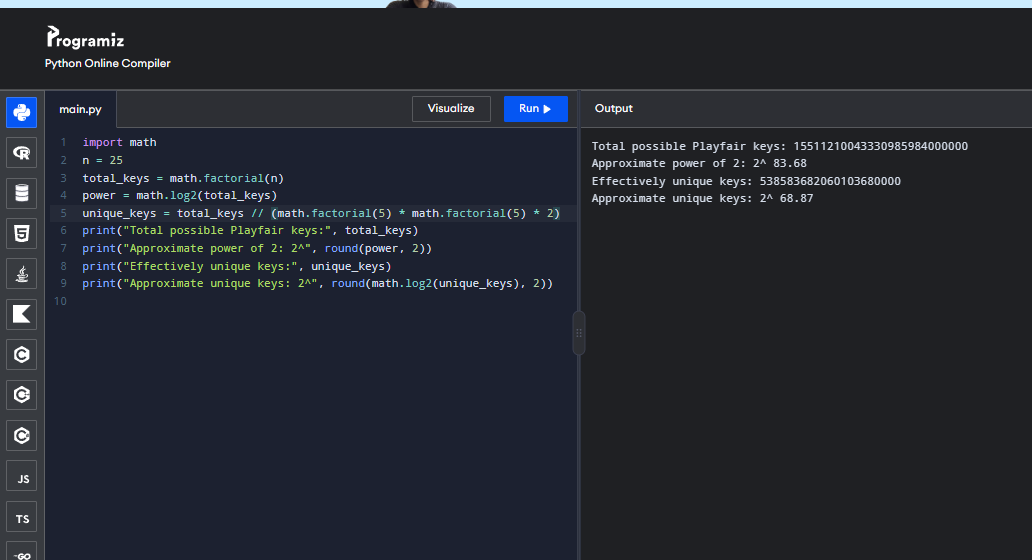 Programiz
Python Online Compiler
main.py
Visualize
Run
Output
1 import math
2 n = 25
3 total_keys = math.factorial(n)
4 power = math.log2(total_keys)
5 unique_keys = total_keys // (math.factorial(5) * math.factorial(5) * 2)
6 print("Total possible Playfair keys:", total_keys)
7 print("Approximate power of 2: 2^", round(power, 2))
8 print("Effectively unique keys:", unique_keys)
9 print("Approximate unique keys: 2^", round(math.log2(unique_keys), 2))
10
Total possible Playfair keys: 15511210043330985984000000
Approximate power of 2: 2^ 83.68
Effectively unique keys: 538583682060103680000
Approximate unique keys: 2^ 68.87
R
5
C
C
C
JS
TS
GO